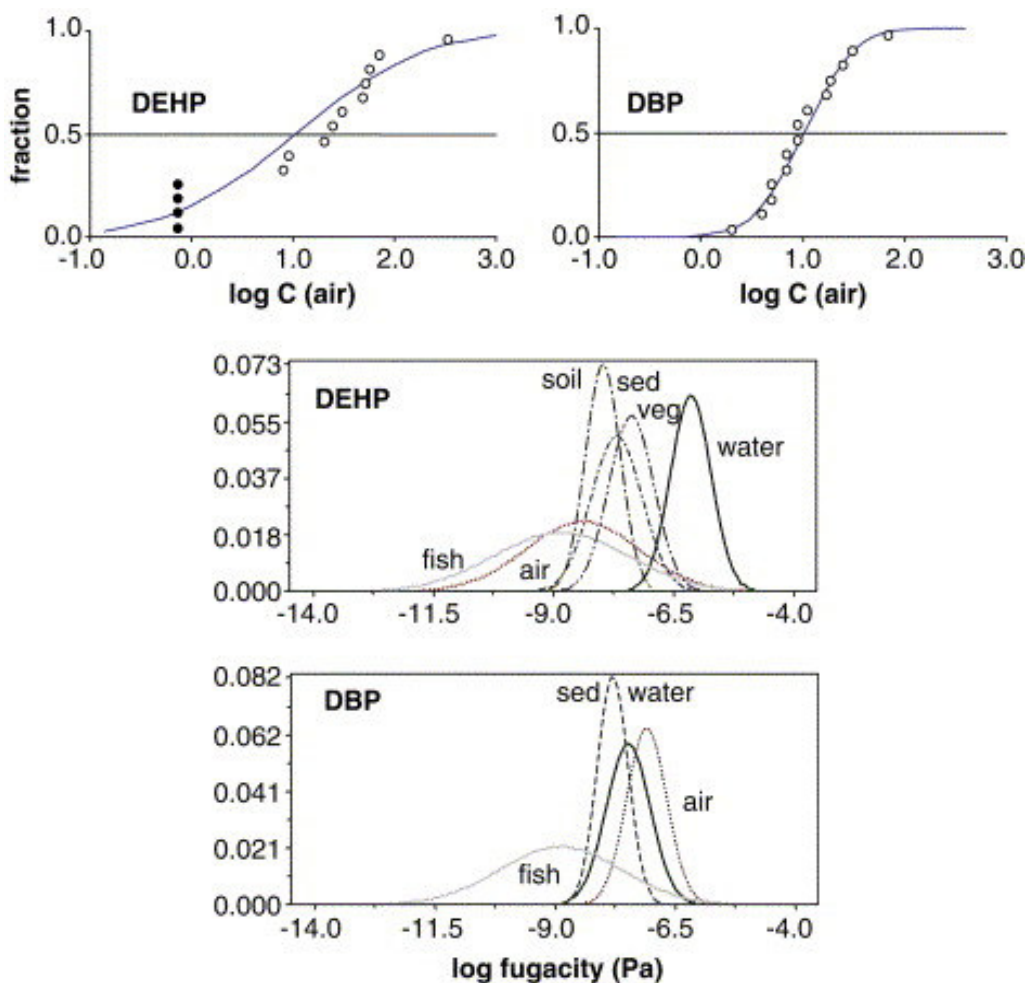 1.0
DEHP
fraction
0.5
0.0
-1.0 0.0 1.0 2.0 3.0
log C (air)
1.0
DBP
0.5
0.0
-1.0 0.0 1.0 2.0 3.0
log C (air)
0.073
DEHP
soil
sed
veg
water
0.055
0.037
0.018
fish
air
0.000
-14.0 -11.5 -9.0 -6.5 -4.0
0.082
DBP
sed
water
0.062
0.041
air
0.021
fish
0.000
-14.0 -11.5 -9.0 -6.5 -4.0
log fugacity (Pa)